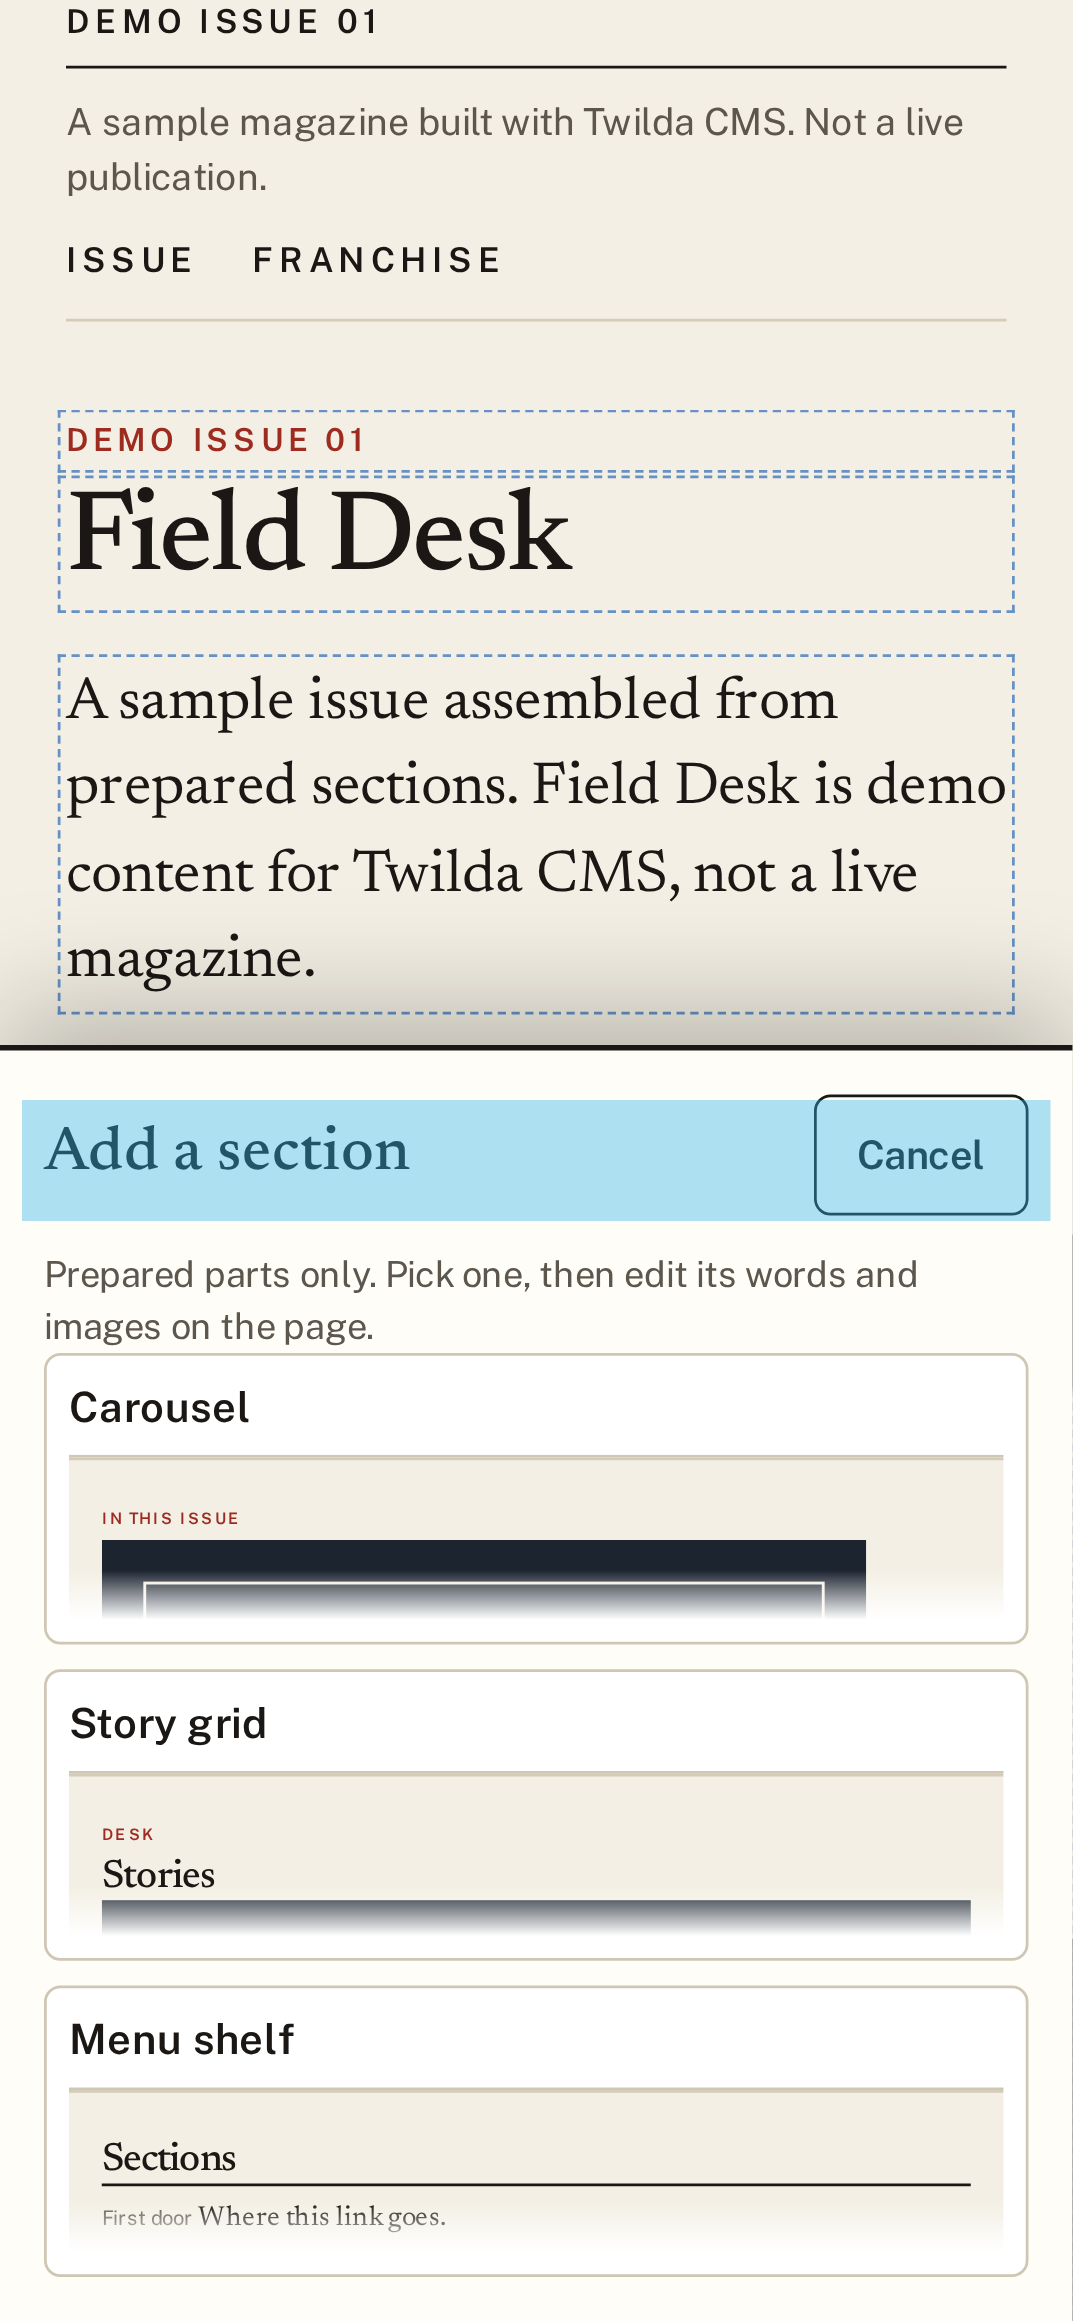 DEMO ISSUE 01
A sample magazine built with Twilda CMS. Not a live
publication.
ISSUE FRANCHISE
DEMO ISSUE 01
Field Desk
A sample issue assembled from
prepared sections. Field Desk is demo
content for Twilda CMS, not a live
magazine.
Add a section Cancel
Prepared parts only. Pick one, then edit its words and
images on the page.
Carousel
IN THIS ISSUE
Story grid
DESK
Stories
Menu shelf
Sections
First door Where this link goes.